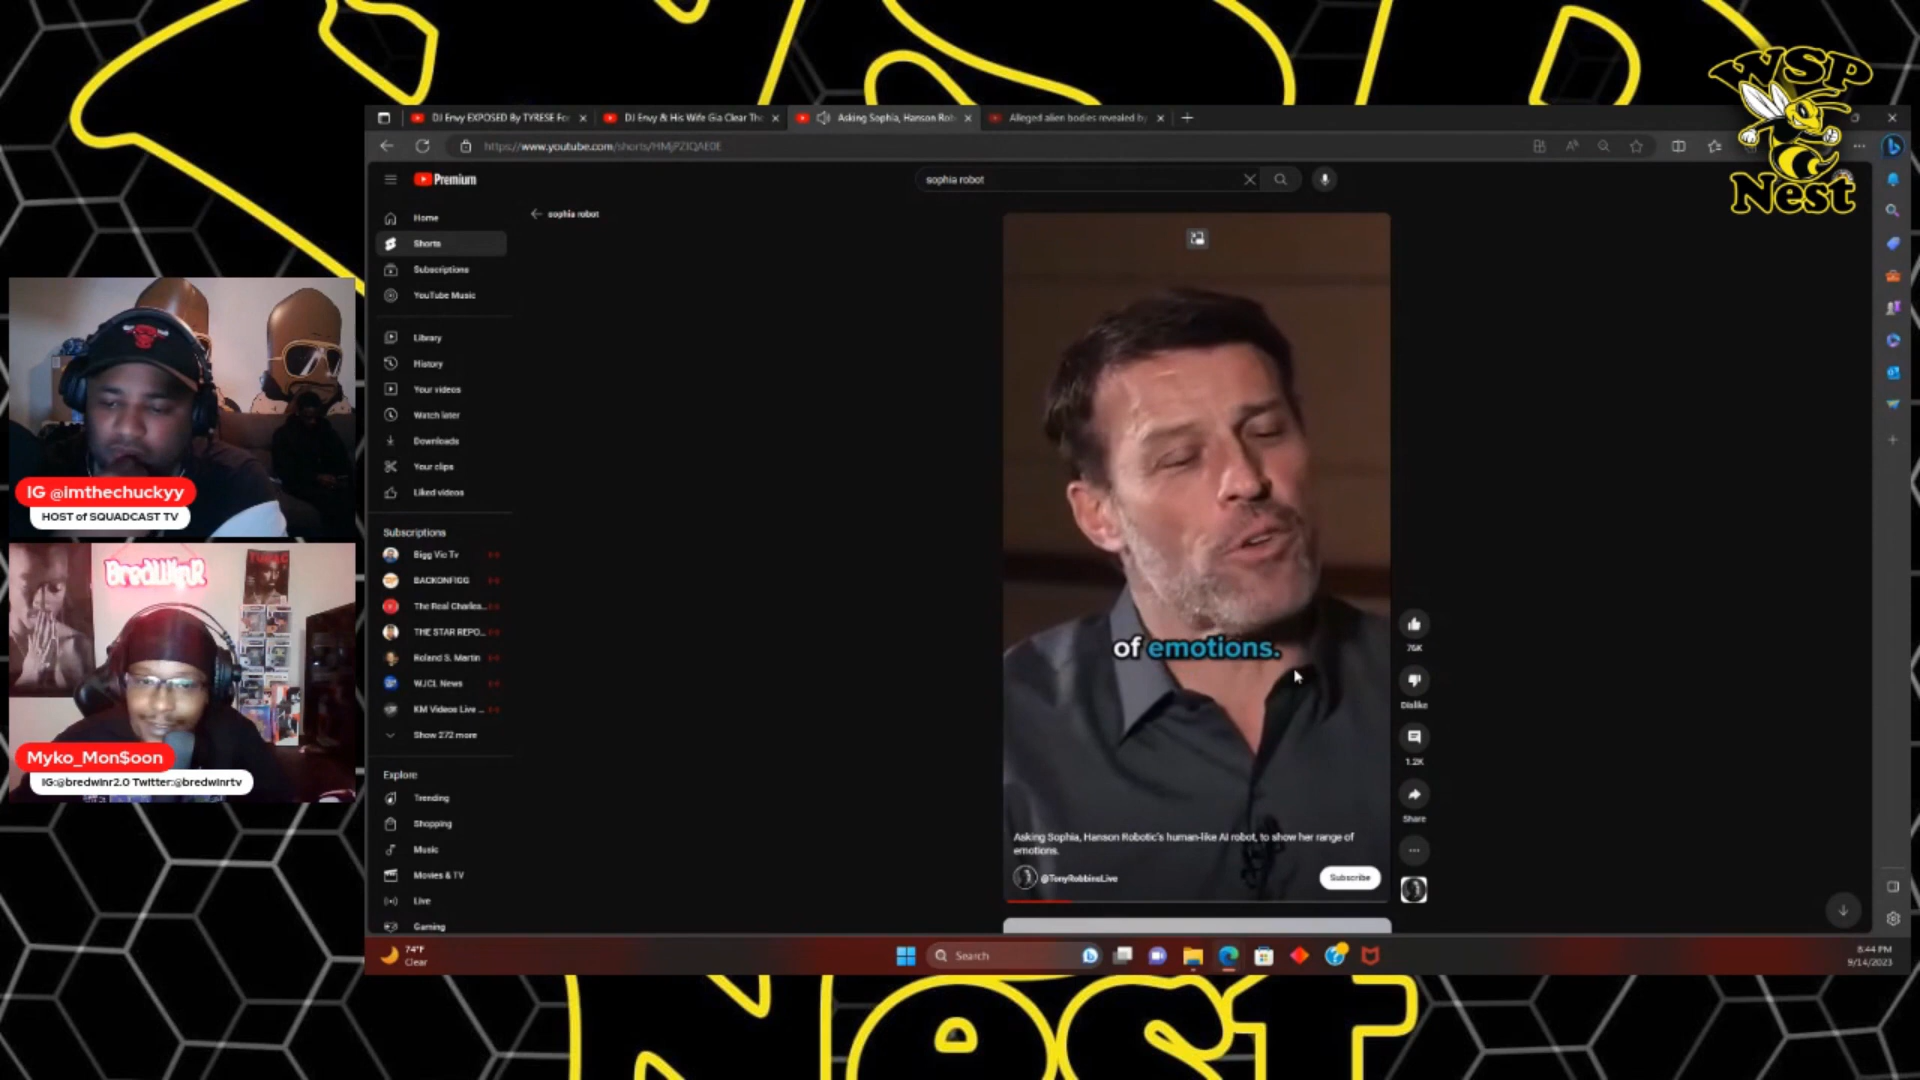 WSP
Nest
DJ Envy EXPOSED By TYRESE For
DJ Envy & His Wife Gia Clear The
Asking Sophia, Hanson Rob
Alleged alien bodies revealed by
https://www.youtube.com/shorts/HMjPZIQAE0E
Premium
sophia robot
sophia robot
Home
Shorts
Subscriptions
YouTube Music
Library
History
Your videos
Watch later
Downloads
Your clips
Liked videos
Subscriptions
Bigg Vic Tv
BACKONFIGG
The Real Charles...
THE STAR REPO...
Roland S. Martin
WJCL News
KM Videos Live ...
Show 272 more
Explore
Trending
Shopping
Music
Movies & TV
Live
Gaming
of emotions.
Asking Sophia, Hanson Robotic's human-like AI robot, to show her range of
emotions.
@TonyRobbinsLive
Subscribe
76K
Dislike
1.2K
Share
IG @imthechuckyy
HOST of SQUADCAST TV
BredWinR
TUPAC
Myko_Mon$oon
IG:@bredwinr2.0 Twitter:@bredwinrtv
74°F
Clear
Search
8:44 PM
9/14/2023
Nest